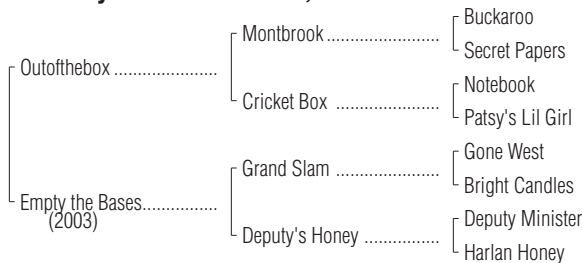 Buckaroo
Montbrook ........................
Secret Papers
Outofthebox ......................
Notebook
Cricket Box ......................
Patsy's Lil Girl
Gone West
Grand Slam ......................
Bright Candles
Empty the Bases................
(2003)
Deputy Minister
Deputy's Honey ................
Harlan Honey